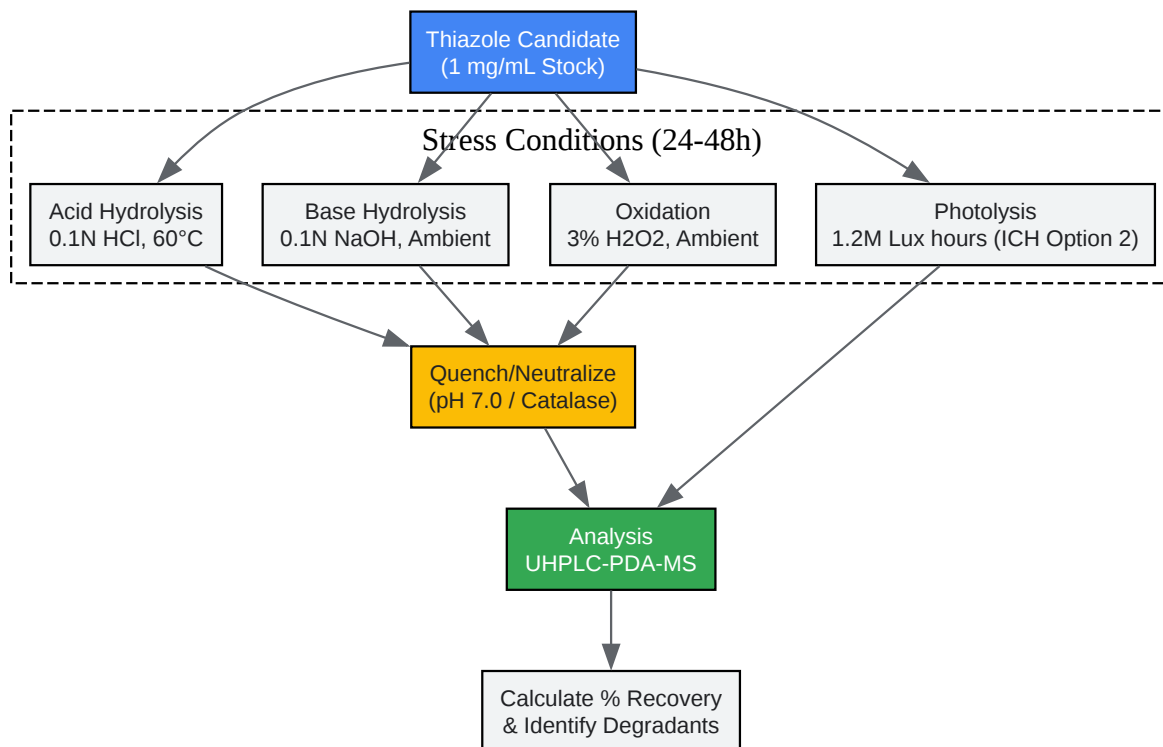 Thiazole Candidate
(1 mg/mL Stock)
Stress Conditions (24-48h)
Acid Hydrolysis
0.1N HCl, 60°C
Base Hydrolysis
0.1N NaOH, Ambient
Oxidation
3% H2O2, Ambient
Photolysis
1.2M Lux hours (ICH Option 2)
Quench/Neutralize
(pH 7.0 / Catalase)
Analysis
UHPLC-PDA-MS
Calculate % Recovery
& Identify Degradants